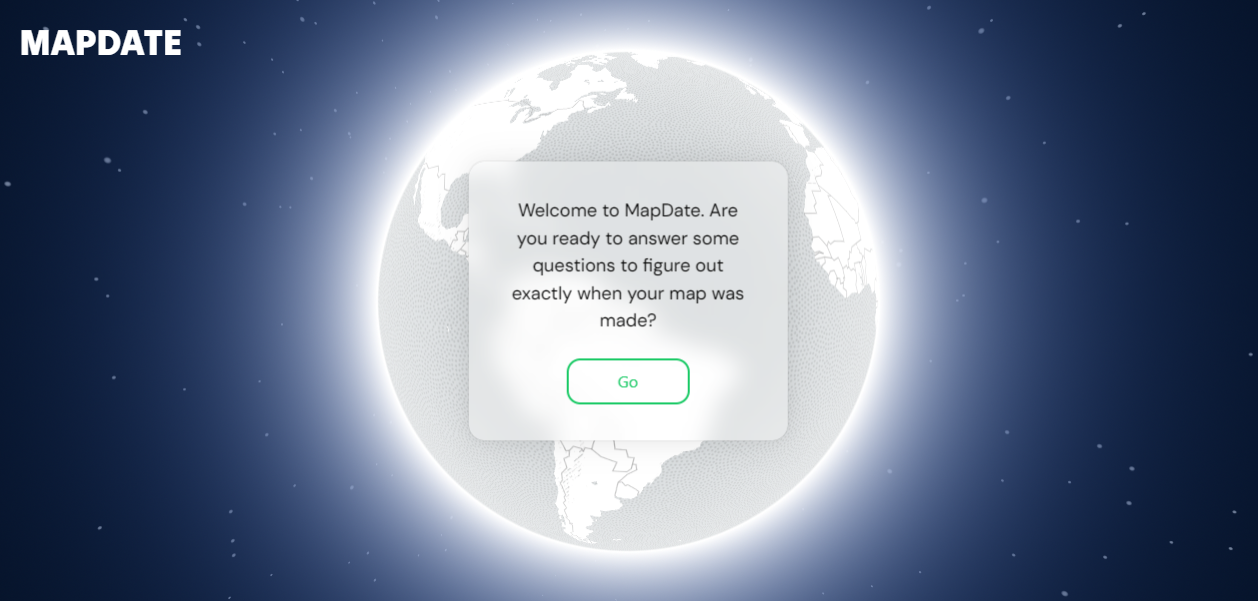 MAPDATE
Welcome to MapDate. Are
you ready to answer some
questions to figure out
exactly when your map was
made?
Go